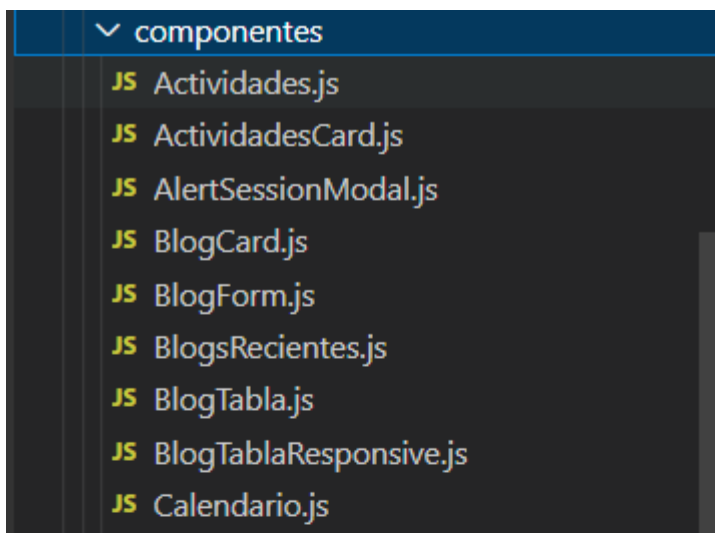 componentes
JS Actividades.js
JS ActividadesCard.js
JS AlertSessionModal.js
JS BlogCard.js
JS BlogForm.js
JS BlogsRecientes.js
JS BlogTabla.js
JS BlogTablaResponsive.js
JS Calendario.js